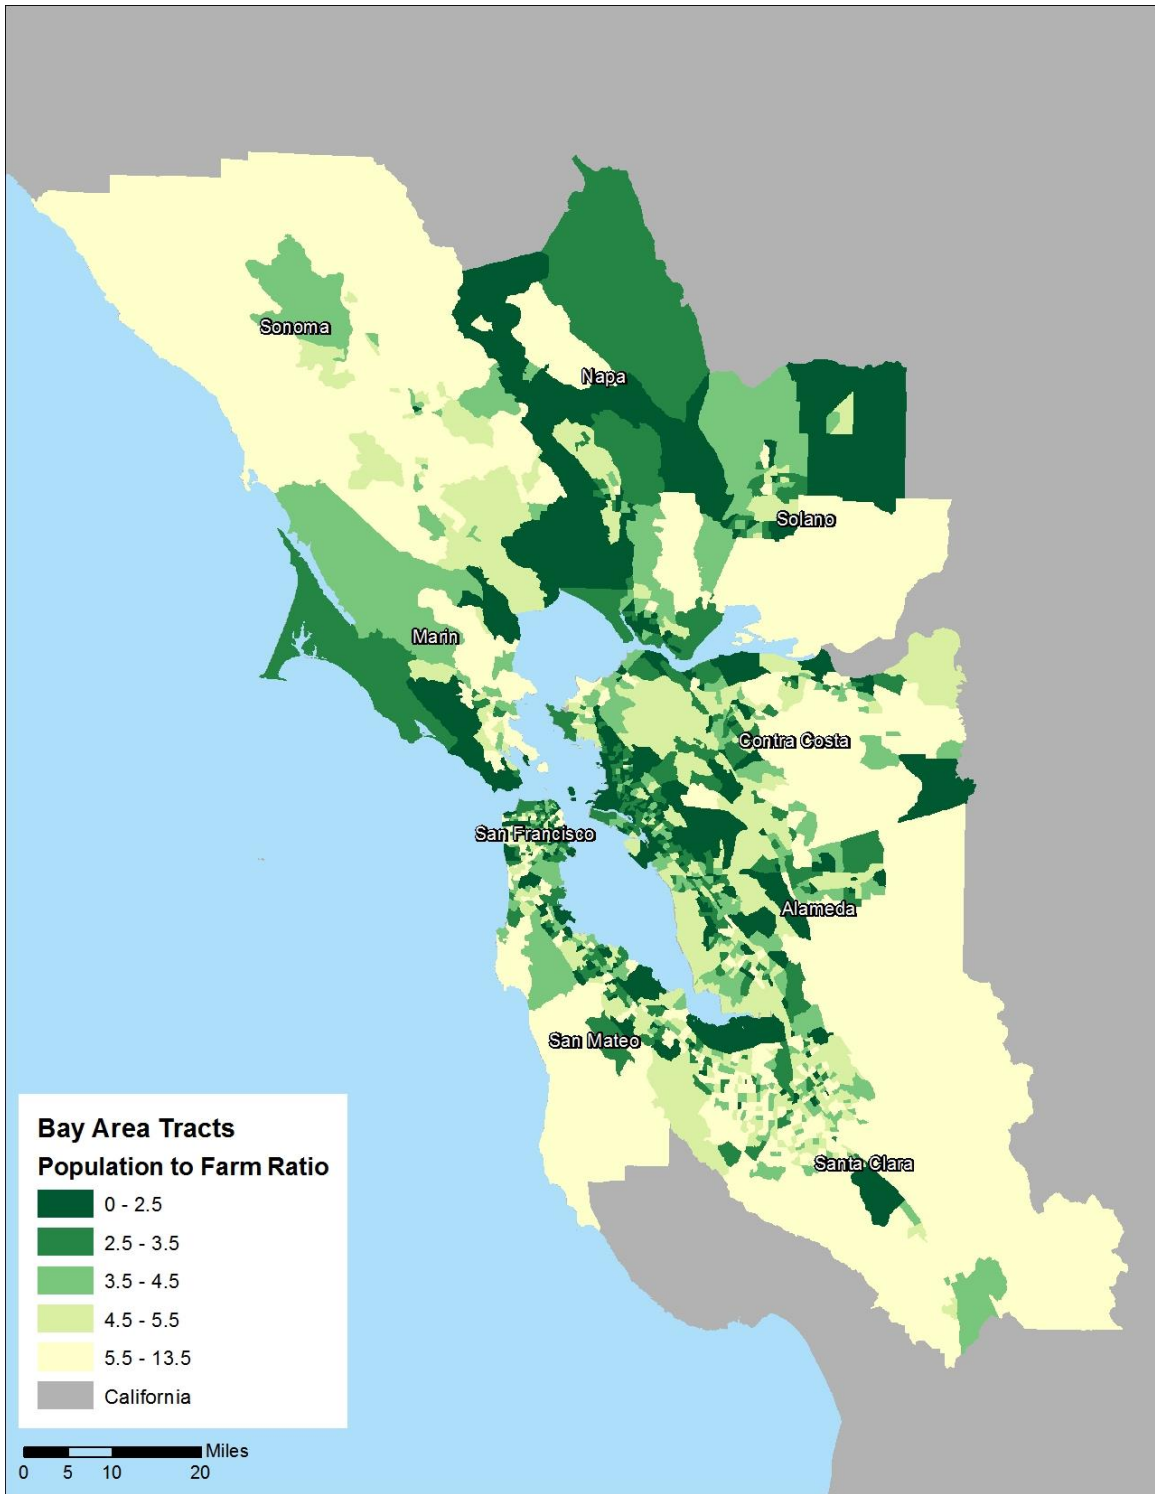 Sonoma
Napa
Solano
Marin
Contra Costa
San Francisco
Alameda
San Mateo
Santa Clara
Bay Area Tracts
Population to Farm Ratio
0 - 2.5
2.5 - 3.5
3.5 - 4.5
4.5 - 5.5
5.5 - 13.5
California
Miles
0 5 10 20